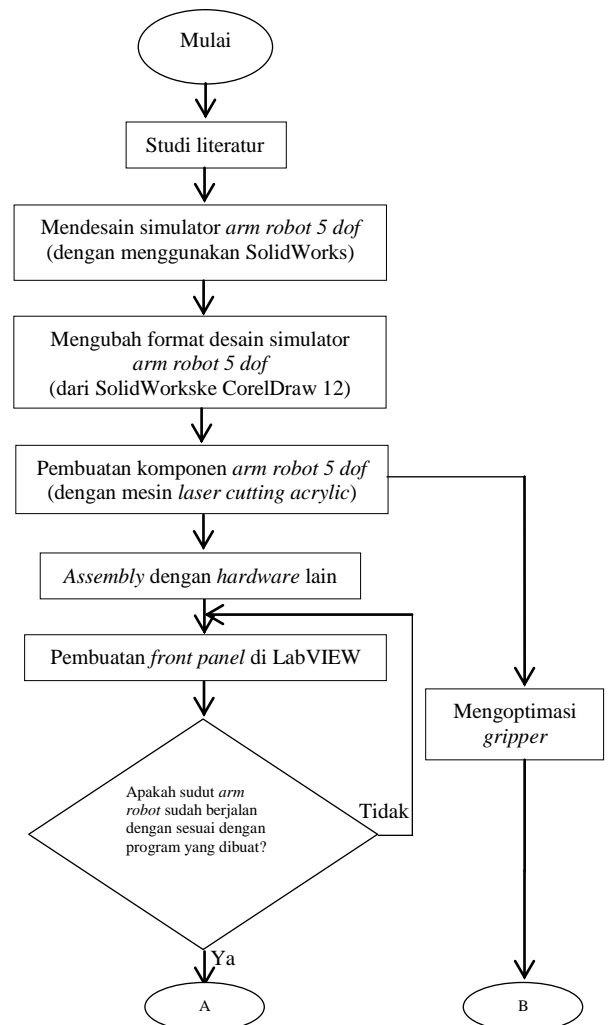 Mulai
Studi literatur
Mendesain simulator arm robot 5 dof
(dengan menggunakan SolidWorks)
Mengubah format desain simulator
arm robot 5 dof
(dari SolidWorkske CorelDraw 12)
Pembuatan komponen arm robot 5 dof
(dengan mesin laser cutting acrylic)
Assembly dengan hardware lain
Pembuatan front panel di LabVIEW
Mengoptimasi
gripper
Apakah sudut arm
robot sudah berjalan
dengan sesuai dengan
program yang dibuat?
Tidak
Ya
A
B